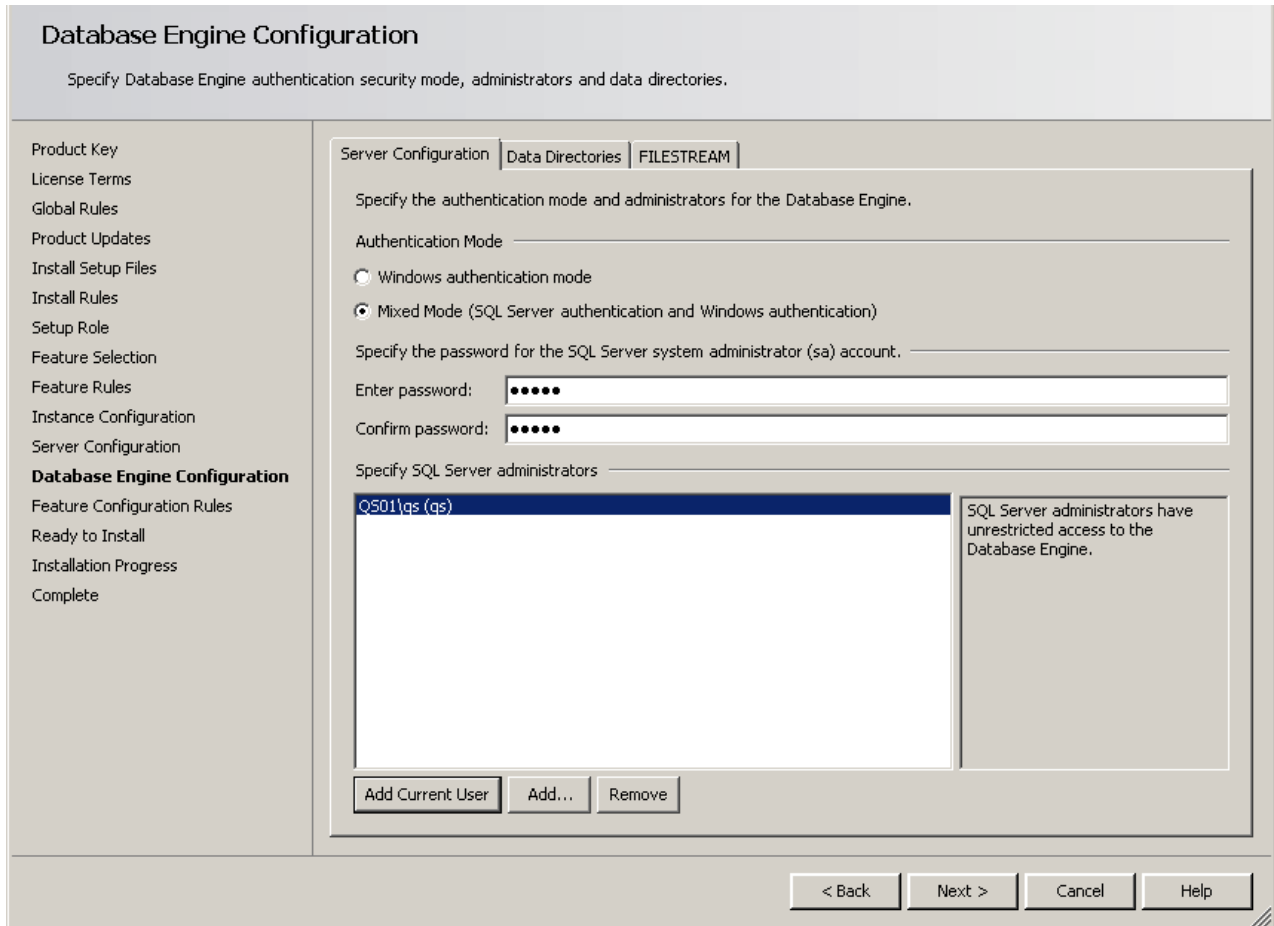 Database Engine Configuration
Specify Database Engine authentication security mode, administrators and data directories.
Product Key
License Terms
Global Rules
Product Updates
Install Setup Files
Install Rules
Setup Role
Feature Selection
Feature Rules
Instance Configuration
Server Configuration
Database Engine Configuration
Feature Configuration Rules
Ready to Install
Installation Progress
Complete
Server Configuration
Data Directories
FILESTREAM
Specify the authentication mode and administrators for the Database Engine.
Authentication Mode
Windows authentication mode
Mixed Mode (SQL Server authentication and Windows authentication)
Specify the password for the SQL Server system administrator (sa) account.
Enter password: •••••
Confirm password: •••••
Specify SQL Server administrators
QS01\qs (qs)
SQL Server administrators have
unrestricted access to the
Database Engine.
Add Current User
Add...
Remove
< Back
Next >
Cancel
Help